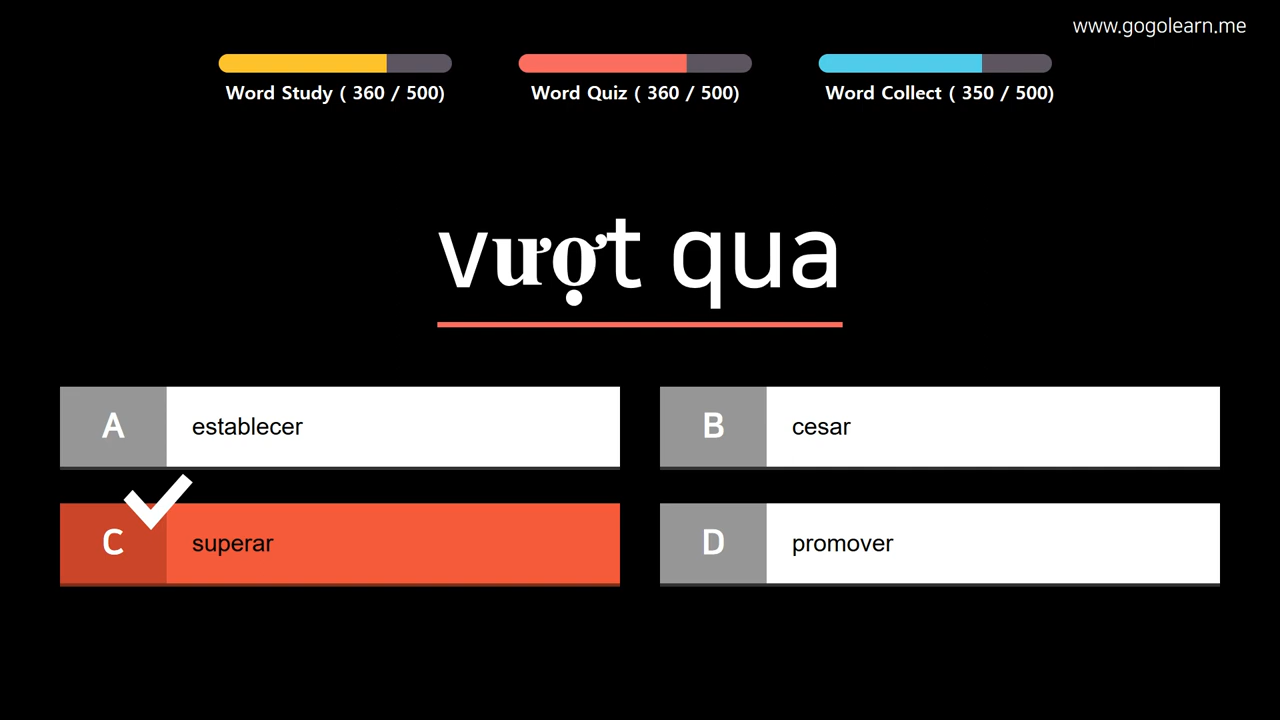 www.gogolearn.me
Word Study ( 360 / 500)
Word Quiz ( 360 / 500)
Word Collect ( 350 / 500)
vượt qua
A establecer
B cesar
C superar
D promover